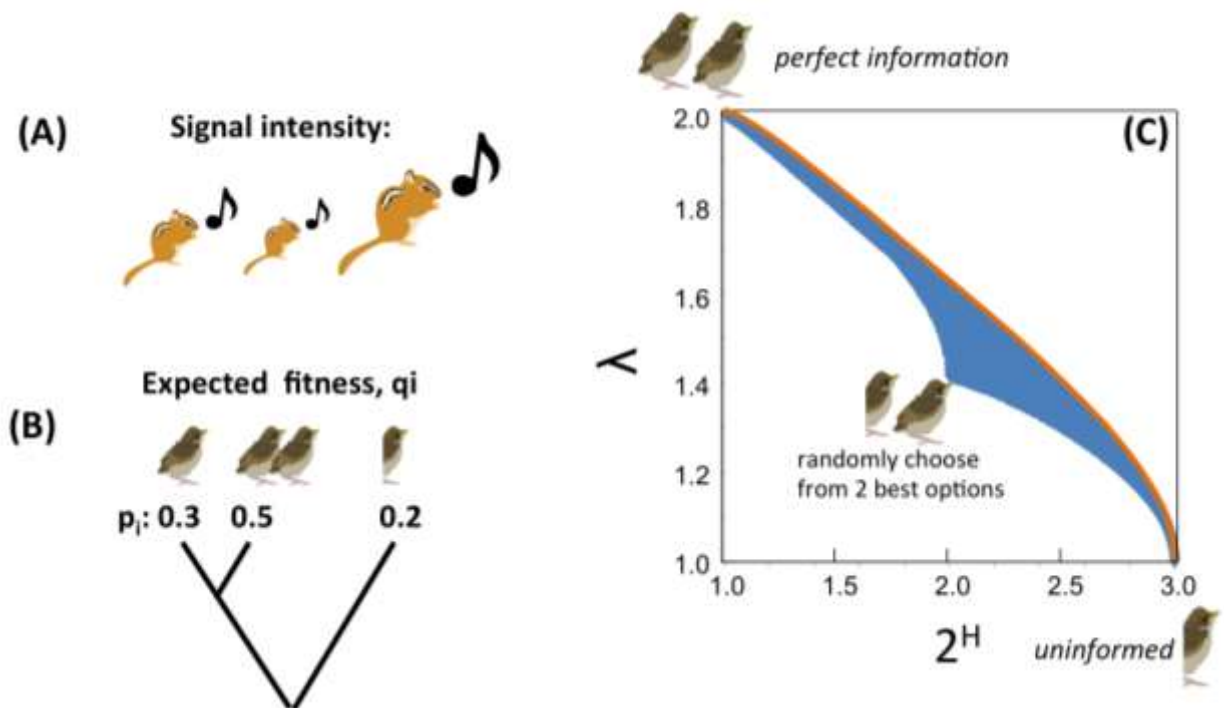 (A)
Signal intensity:
(B)
Expected fitness, qi
pi: 0.3 0.5 0.2
perfect information
(C)
2.0
1.8
1.6
1.4
1.2
1.0
λ
randomly choose
from 2 best options
1.0 1.5 2.0 2.5 3.0
2^H
uninformed